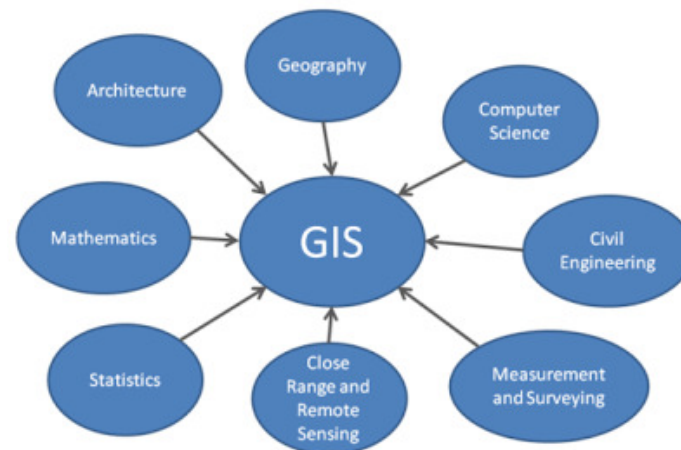 Geography
Architecture
Computer
Science
GIS
Mathematics
Civil
Engineering
Statistics
Close
Range and
Remote
Sensing
Measurement
and Surveying